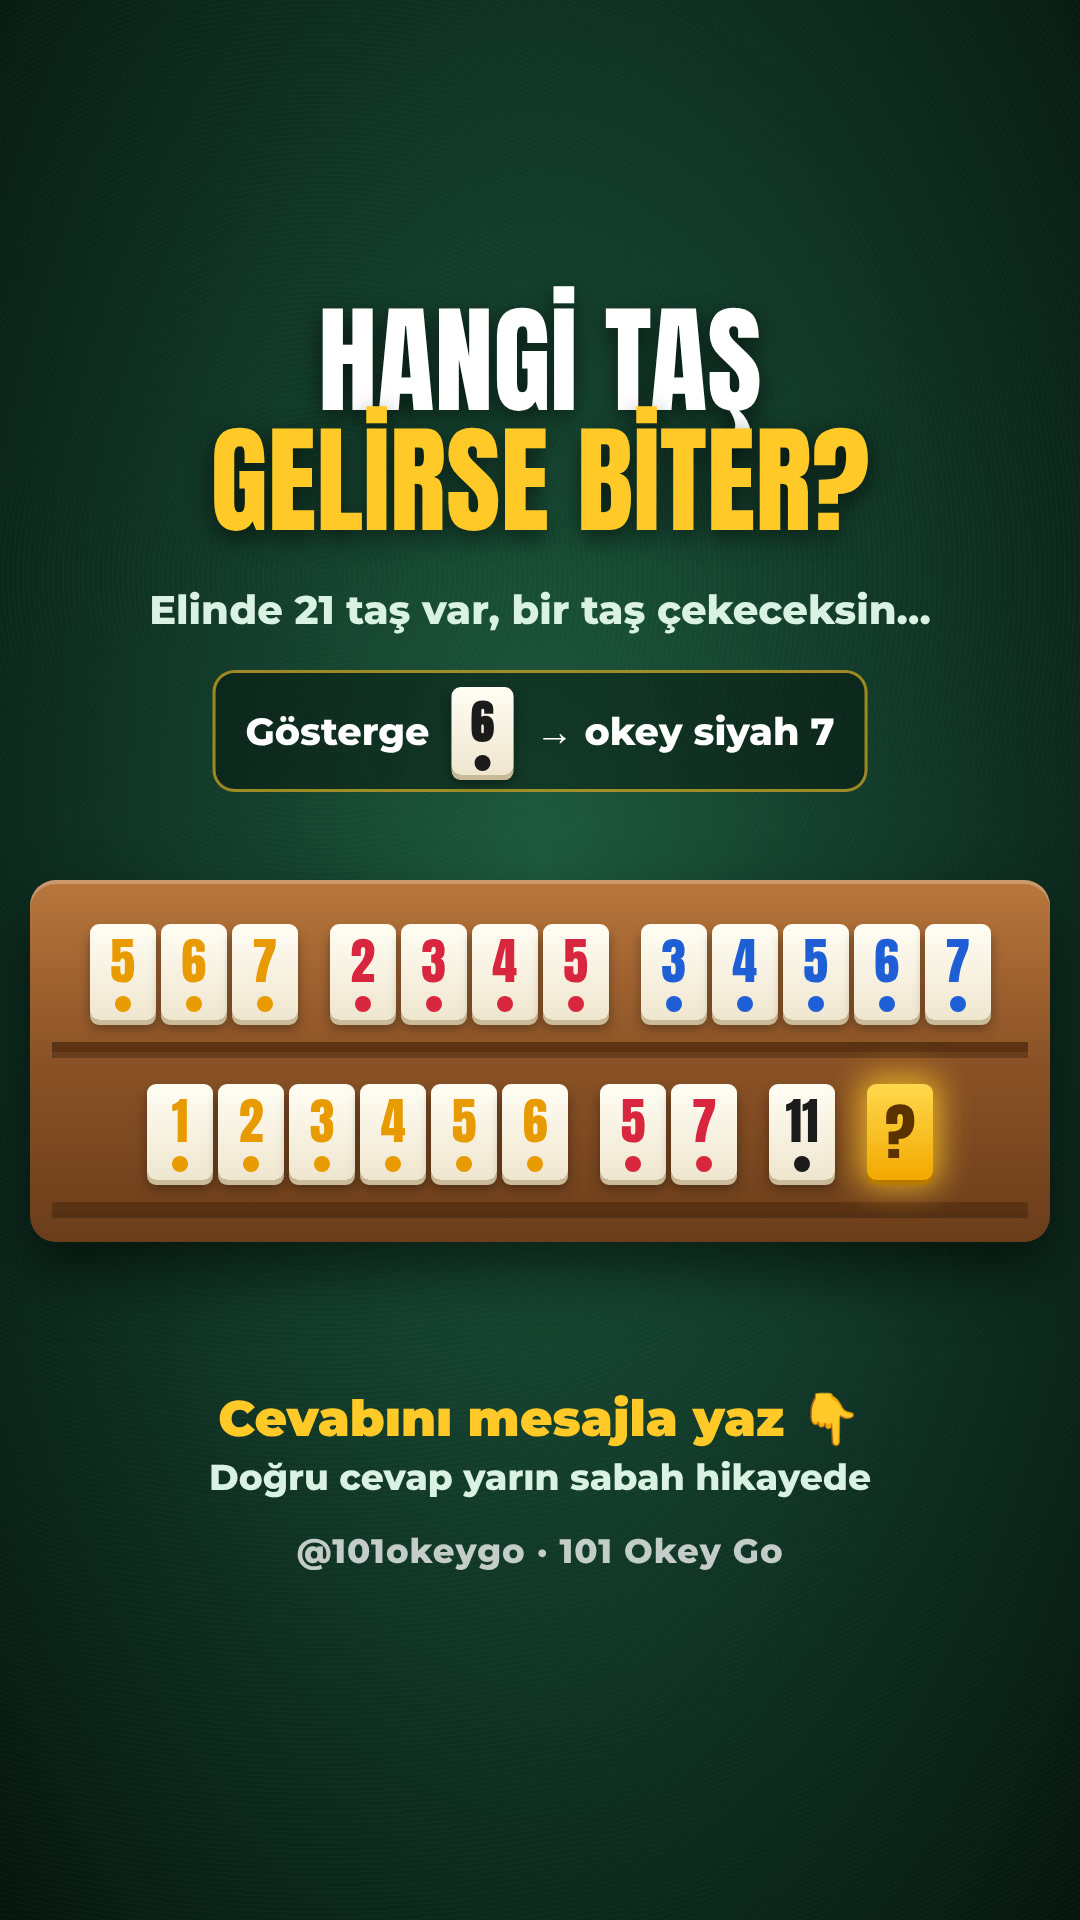 HANGİ TAŞ
GELİRSE BİTER?
Elinde 21 taş var, bir taş çekeceksin...
Gösterge 6 → okey siyah 7
5 6 7 2 3 4 5 3 4 5 6 7
1 2 3 4 5 6 5 7 11 ?
Cevabını mesajla yaz 👇
Doğru cevap yarın sabah hikayede
@101okeygo · 101 Okey Go